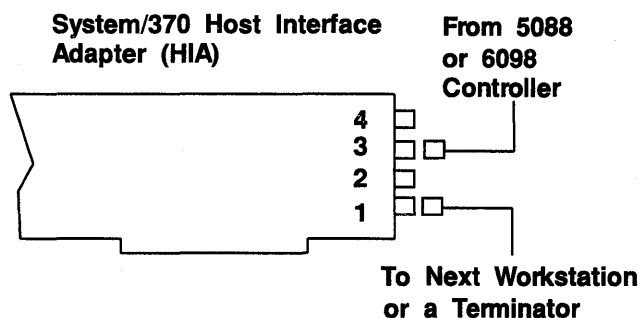 System/370 Host Interface
Adapter (HIA)
From 5088
or 6098
Controller
4
3
2
1
To Next Workstation
or a Terminator